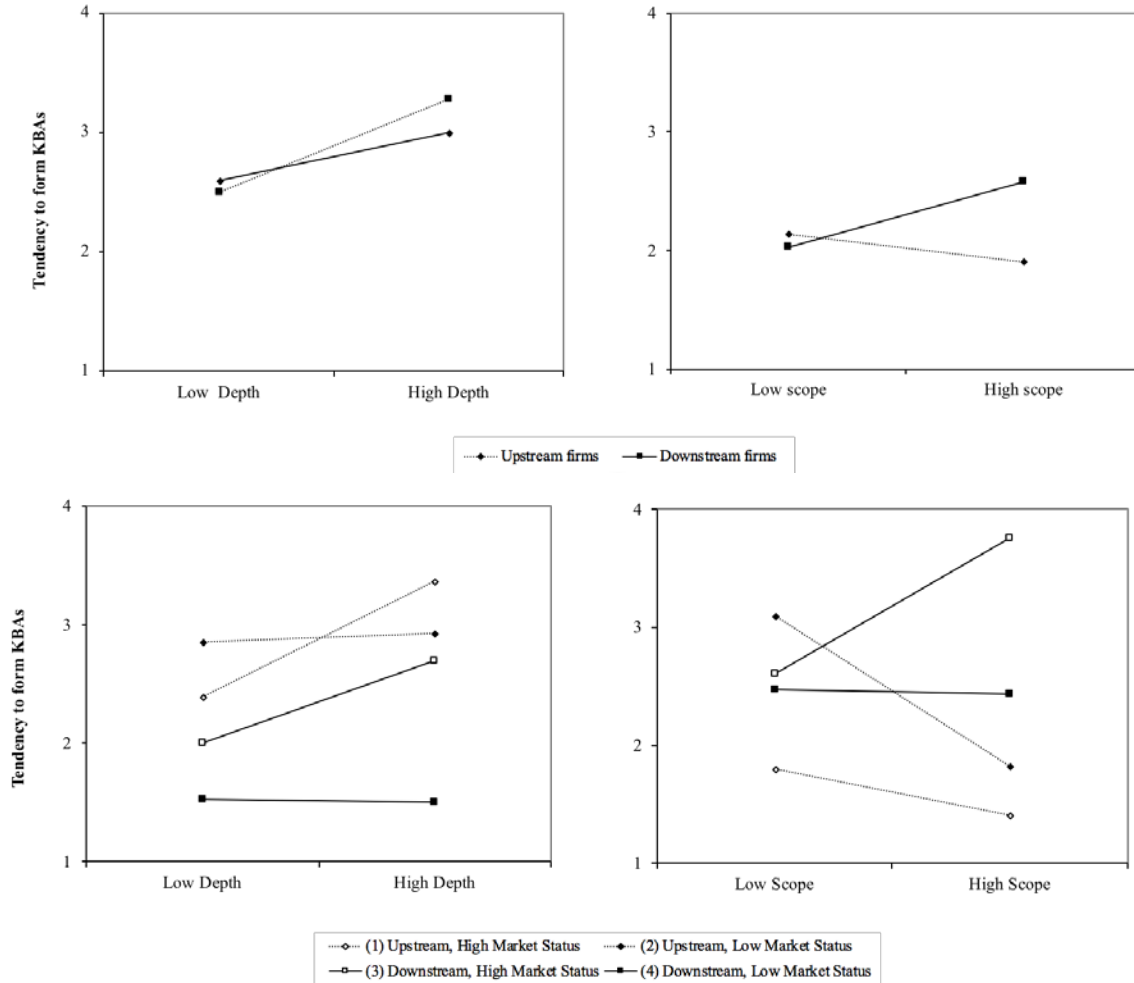 4
3
2
1
Tendency to form KBAs
Low Depth
High Depth
4
3
2
1
Low scope
High scope
Upstream firms
Downstream firms
4
3
2
1
Tendency to form KBAs
Low Depth
High Depth
4
3
2
1
Low Scope
High Scope
(1) Upstream, High Market Status
(2) Upstream, Low Market Status
(3) Downstream, High Market Status
(4) Downstream, Low Market Status